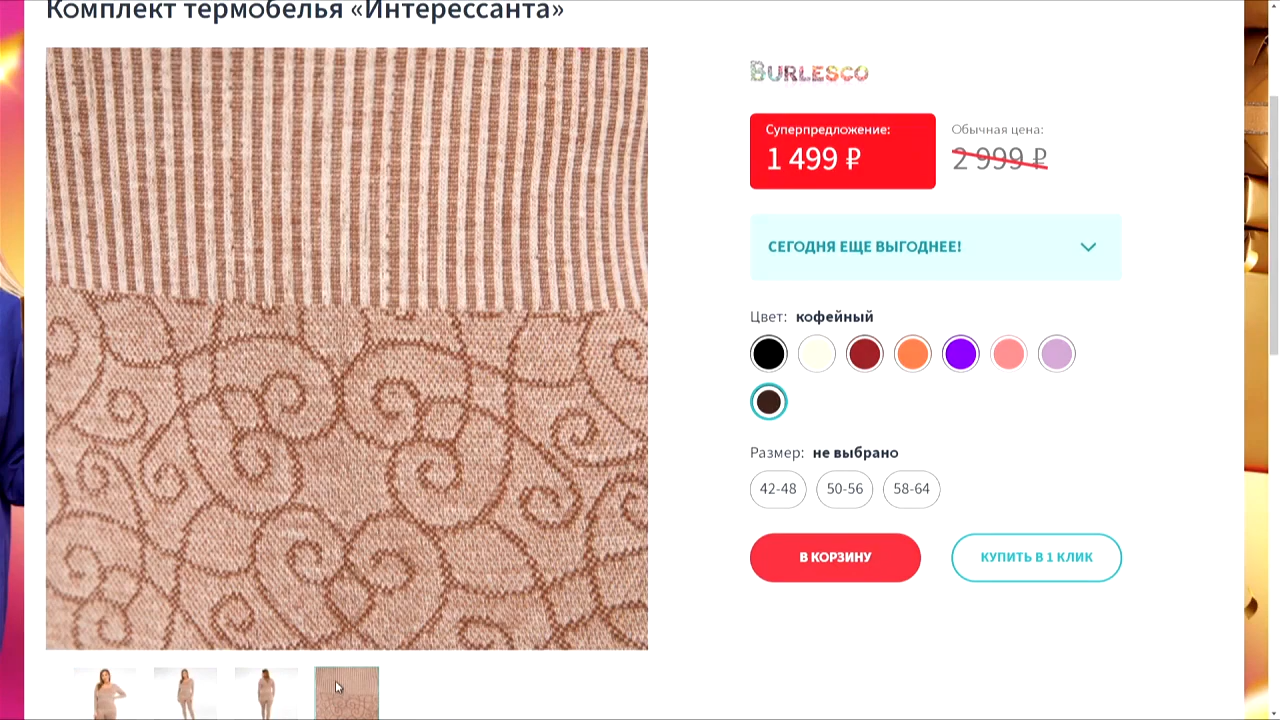 Комплект термобелья «Интерессанта»
BURLESCO
Суперпредложение:
1 499 ₽
Обычная цена:
2 999 ₽
СЕГОДНЯ ЕЩЕ ВЫГОДНЕЕ!
Цвет: кофейный
Размер: не выбрано
42-48 50-56 58-64
В КОРЗИНУ
КУПИТЬ В 1 КЛИК